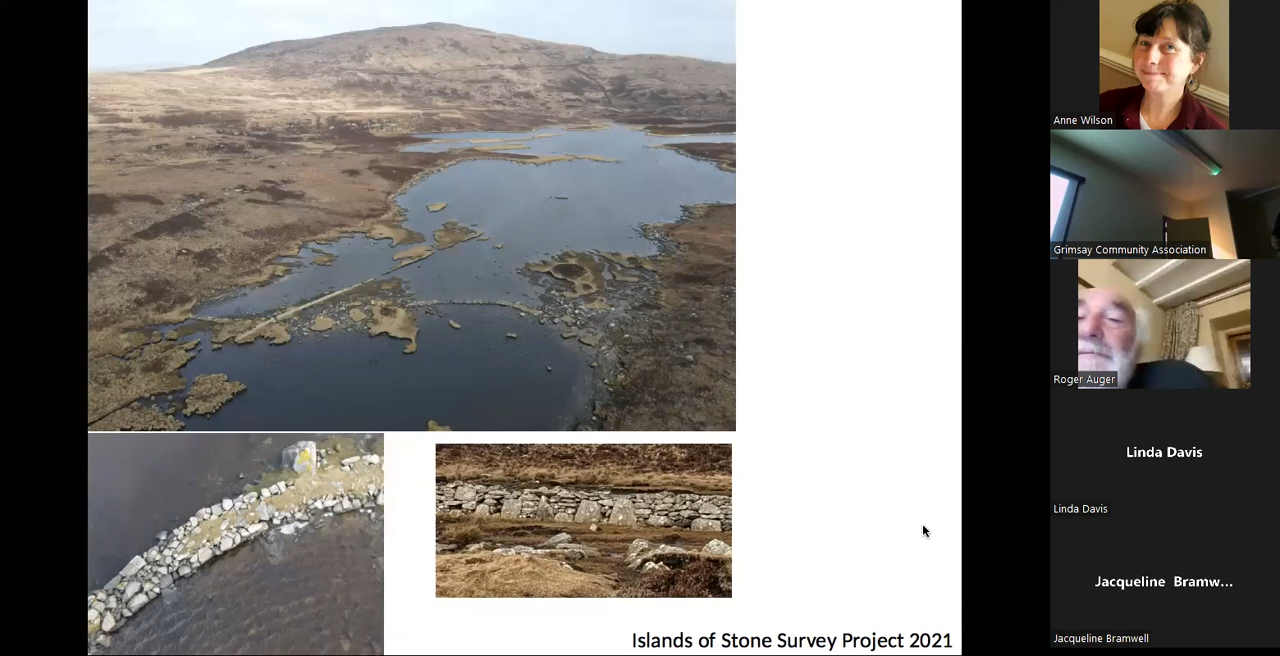 Islands of Stone Survey Project 2021
Anne Wilson
Grimsay Community Association
Roger Auger
Linda Davis
Linda Davis
Jacqueline Bramw...
Jacqueline Bramwell